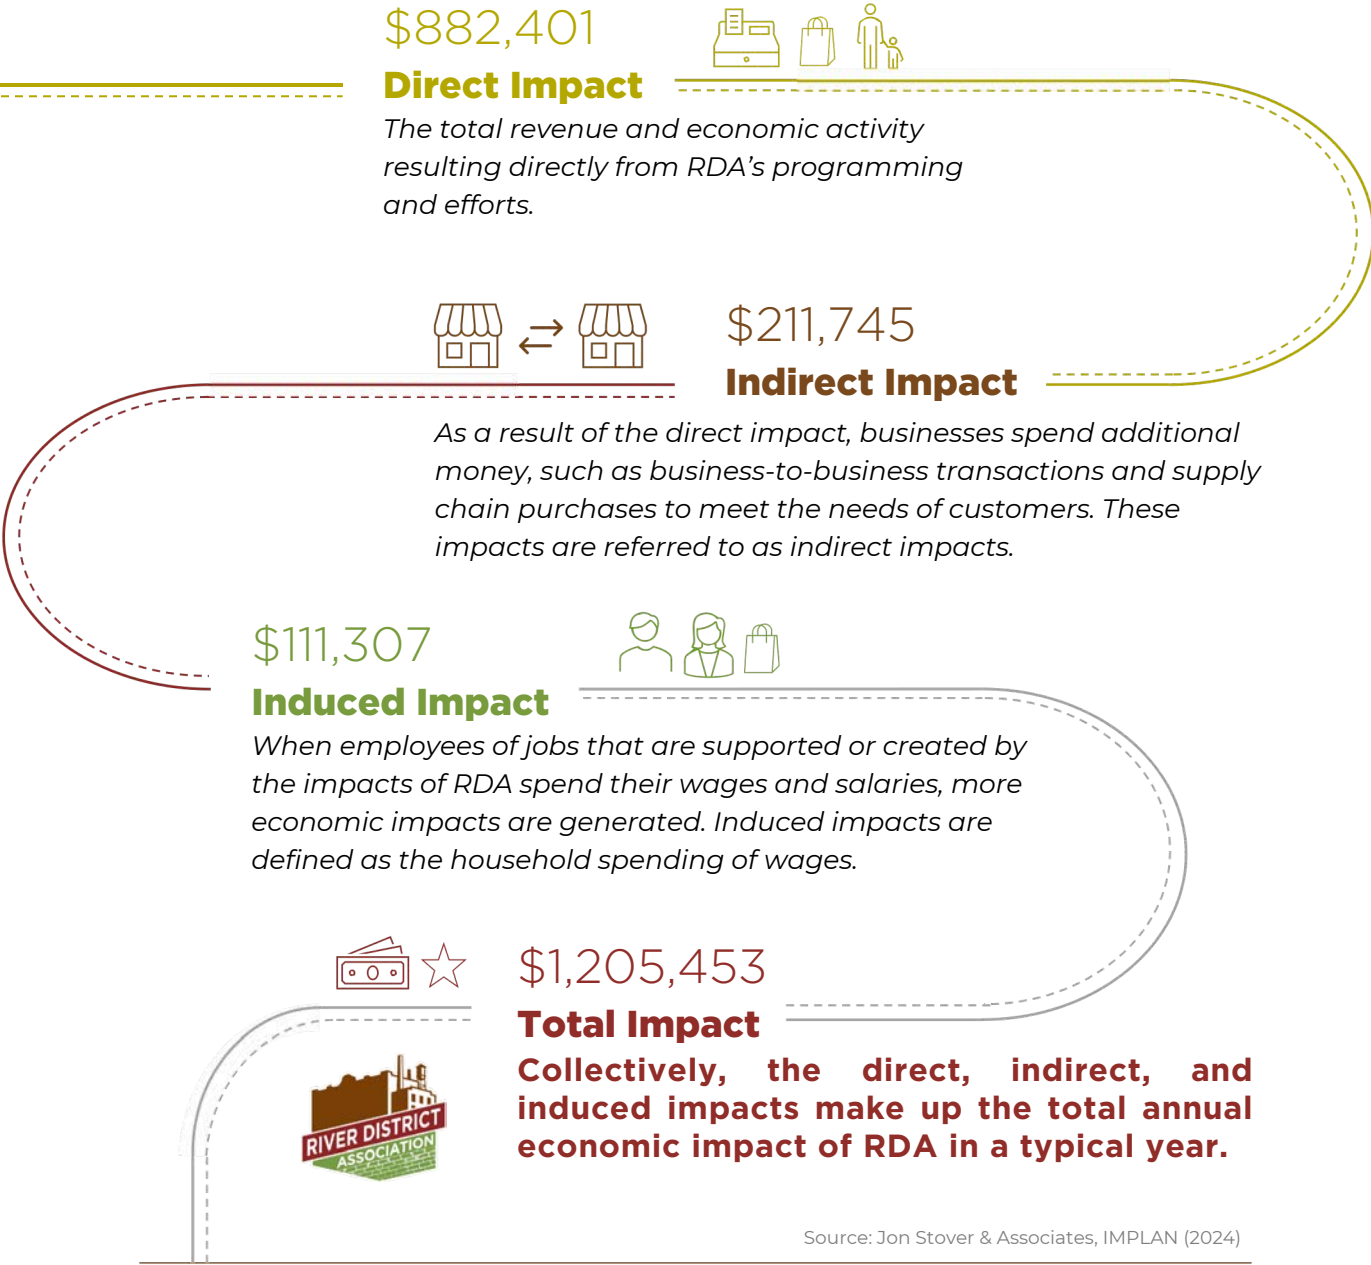 $882,401
Direct Impact
The total revenue and economic activity
resulting directly from RDA’s programming
and efforts.
$211,745
Indirect Impact
As a result of the direct impact, businesses spend additional
money, such as business-to-business transactions and supply
chain purchases to meet the needs of customers. These
impacts are referred to as indirect impacts.
$111,307
Induced Impact
When employees of jobs that are supported or created by
the impacts of RDA spend their wages and salaries, more
economic impacts are generated. Induced impacts are
defined as the household spending of wages.
$1,205,453
Total Impact
Collectively, the direct, indirect, and
induced impacts make up the total annual
economic impact of RDA in a typical year.
RIVER DISTRICT
ASSOCIATION
Source: Jon Stover & Associates, IMPLAN (2024)